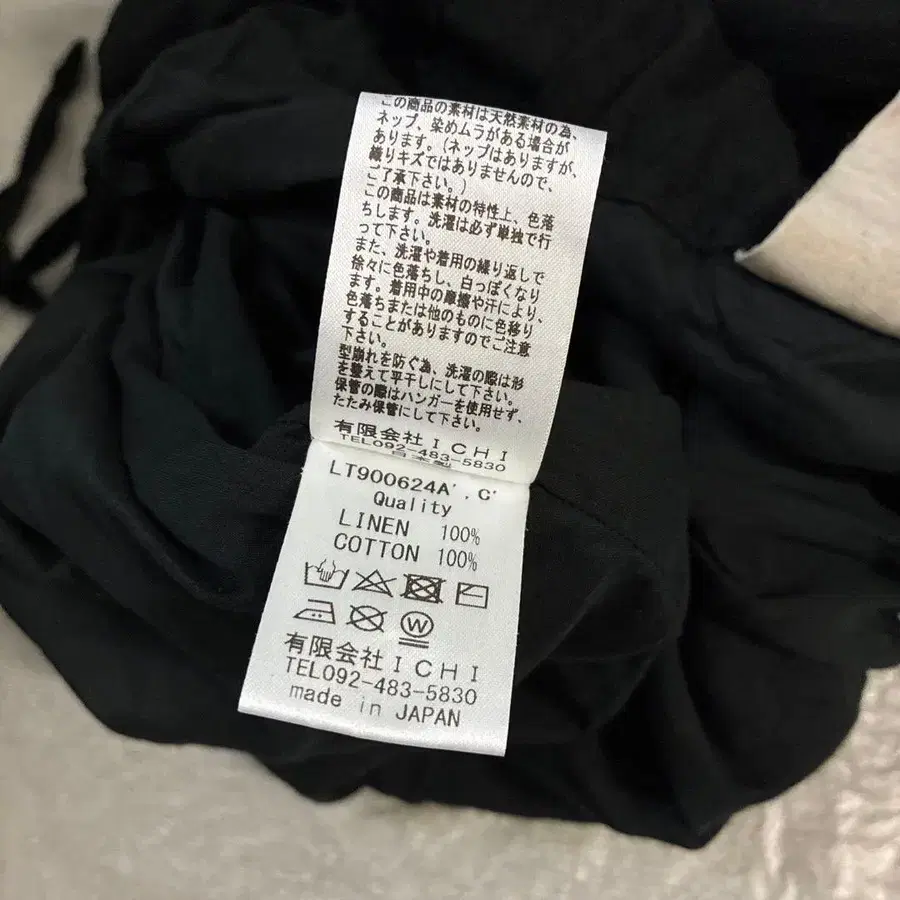 この商品の素材は天然素材の為、
ネップ、染めムラがある場合が
あります。(ネップはありますが、
織りキズではありませんので、
ご了承下さい。)
この商品は素材の特性上、色落
ちします。洗濯は必ず単独で行
って下さい。
また、洗濯や着用の繰り返しで
徐々に色落ちし、白っぽくなり
ます。着用中の摩擦や汗により、
色落ちまたは他のものに色移り
することがありますのでご注意
下さい。
型崩れを防ぐ為、洗濯の際は形
を整えて平干しにして下さい。
保管の際はハンガーを使用せず、
たたみ保管にして下さい。
有限会社ICHI
TEL092-483-5830
日本製
LT900624A'.C'
Quality
LINEN 100%
COTTON 100%
W
有限会社ICHI
TEL092-483-5830
made in JAPAN